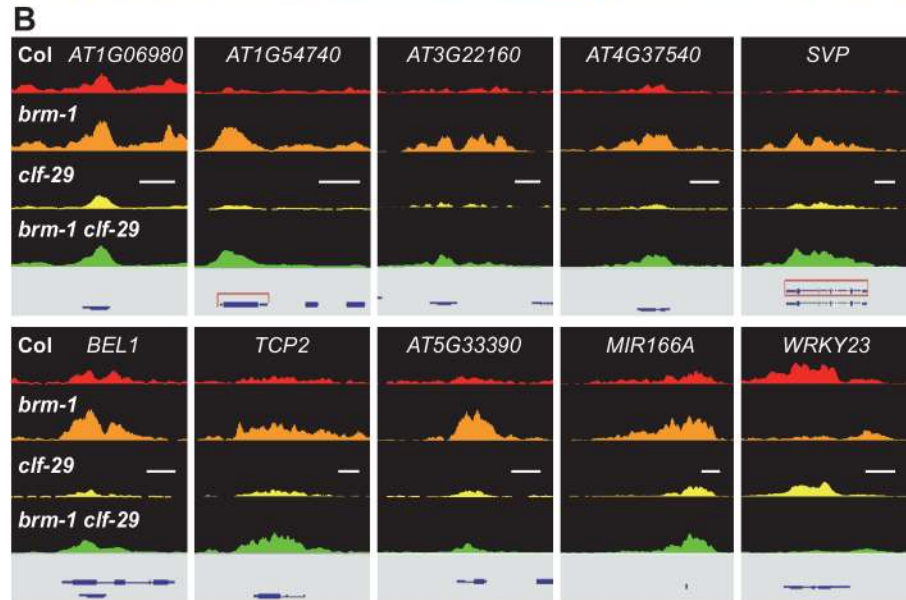 B
Col AT1G06980 AT1G54740 AT3G22160 AT4G37540 SVP
brm-1
clf-29
brm-1 clf-29
Col BEL1 TCP2 AT5G33390 MIR166A WRKY23
brm-1
clf-29
brm-1 clf-29